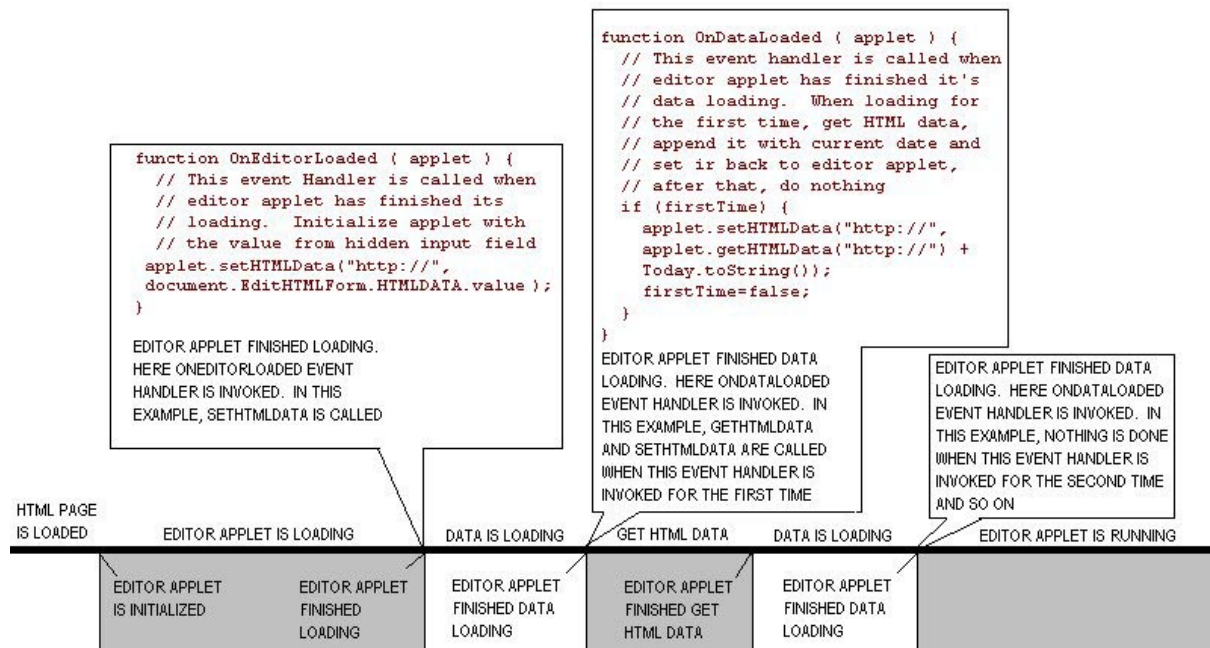 function OnDataLoaded ( applet ) {
// This event handler is called when
// editor applet has finished it's
// data loading.  When loading for
// the first time, get HTML data,
// append it with current date and
// set ir back to editor applet,
// after that, do nothing
if (firstTime) {
applet.setHTMLData("http://",
applet.getHTMLData("http://") +
Today.toString());
firstTime=false;
}
}
EDITOR APPLET FINISHED DATA
LOADING.  HERE ONDATALOADED
EVENT HANDLER IS INVOKED.  IN
THIS EXAMPLE, GETHTMLDATA
AND SETHTMLDATA ARE CALLED
WHEN THIS EVENT HANDLER IS
INVOKED FOR THE FIRST TIME
function OnEditorLoaded ( applet ) {
// This event Handler is called when
// editor applet has finished its
// loading.  Initialize applet with
// the value from hidden input field
applet.setHTMLData("http://",
document.EditHTMLForm.HTMLDATA.value );
}
EDITOR APPLET FINISHED LOADING.
HERE ONEDITORLOADED EVENT
HANDLER IS INVOKED.  IN THIS
EXAMPLE, SETHTMLDATA IS CALLED
EDITOR APPLET FINISHED DATA
LOADING.  HERE ONDATALOADED
EVENT HANDLER IS INVOKED.  IN
THIS EXAMPLE, NOTHING IS DONE
WHEN THIS EVENT HANDLER IS
INVOKED FOR THE SECOND TIME
AND SO ON
HTML PAGE
IS LOADED
EDITOR APPLET IS LOADING
DATA IS LOADING
GET HTML DATA
DATA IS LOADING
EDITOR APPLET IS RUNNING
EDITOR APPLET
IS INITIALIZED
EDITOR APPLET
FINISHED
LOADING
EDITOR APPLET
FINISHED DATA
LOADING
EDITOR APPLET
FINISHED GET
HTML DATA
EDITOR APPLET
FINISHED DATA
LOADING